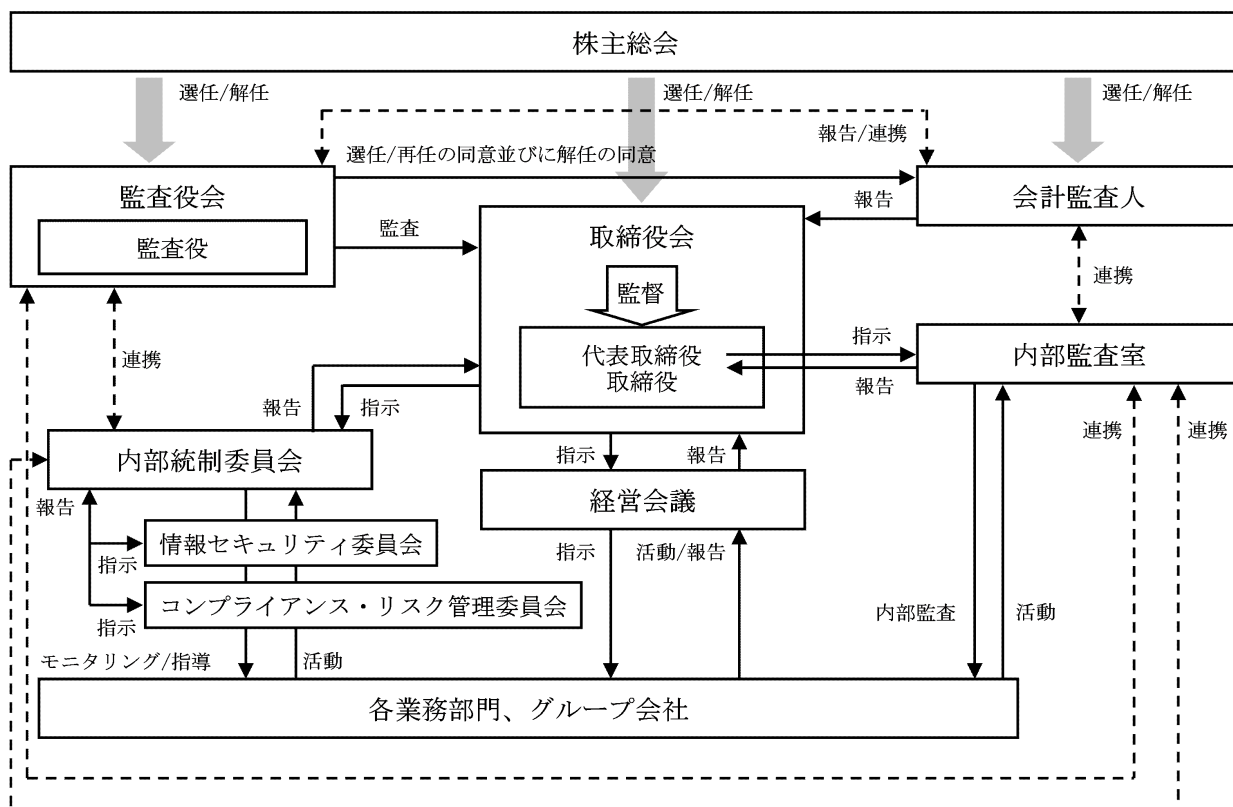 株主総会
選任/解任
選任/解任
選任/解任
報告/連携
選任/再任の同意並びに解任の同意
監査役会
監査役
会計監査人
報告
監査
取締役会
監督
代表取締役
取締役
連携
指示
報告
内部監査室
連携
報告
指示
連携
連携
内部統制委員会
指示
報告
経営会議
報告
情報セキュリティ委員会
指示
コンプライアンス・リスク管理委員会
指示
指示
活動/報告
内部監査
活動
モニタリング/指導
活動
各業務部門、グループ会社